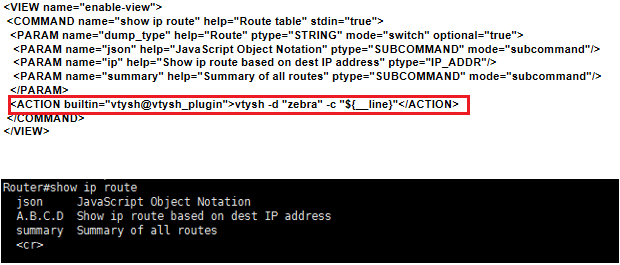 <VIEW name="enable-view">
<COMMAND name="show ip route" help="Route table" stdin="true">
<PARAM name="dump_type" help="Route" ptype="STRING" mode="switch" optional="true">
<PARAM name="json" help="JavaScript Object Notation" ptype="SUBCOMMAND" mode="subcommand"/>
<PARAM name="ip" help="Show ip route based on dest IP address" ptype="IP_ADDR"/>
<PARAM name="summary" help="Summary of all routes" ptype="SUBCOMMAND" mode="subcommand"/>
</PARAM>
<ACTION builtin="vtysh@vtysh_plugin">vtysh -d "zebra" -c "${__line}"</ACTION>
</COMMAND>
</VIEW>
Router#show ip route
json JavaScript Object Notation
A.B.C.D Show ip route based on dest IP address
summary Summary of all routes
<cr>